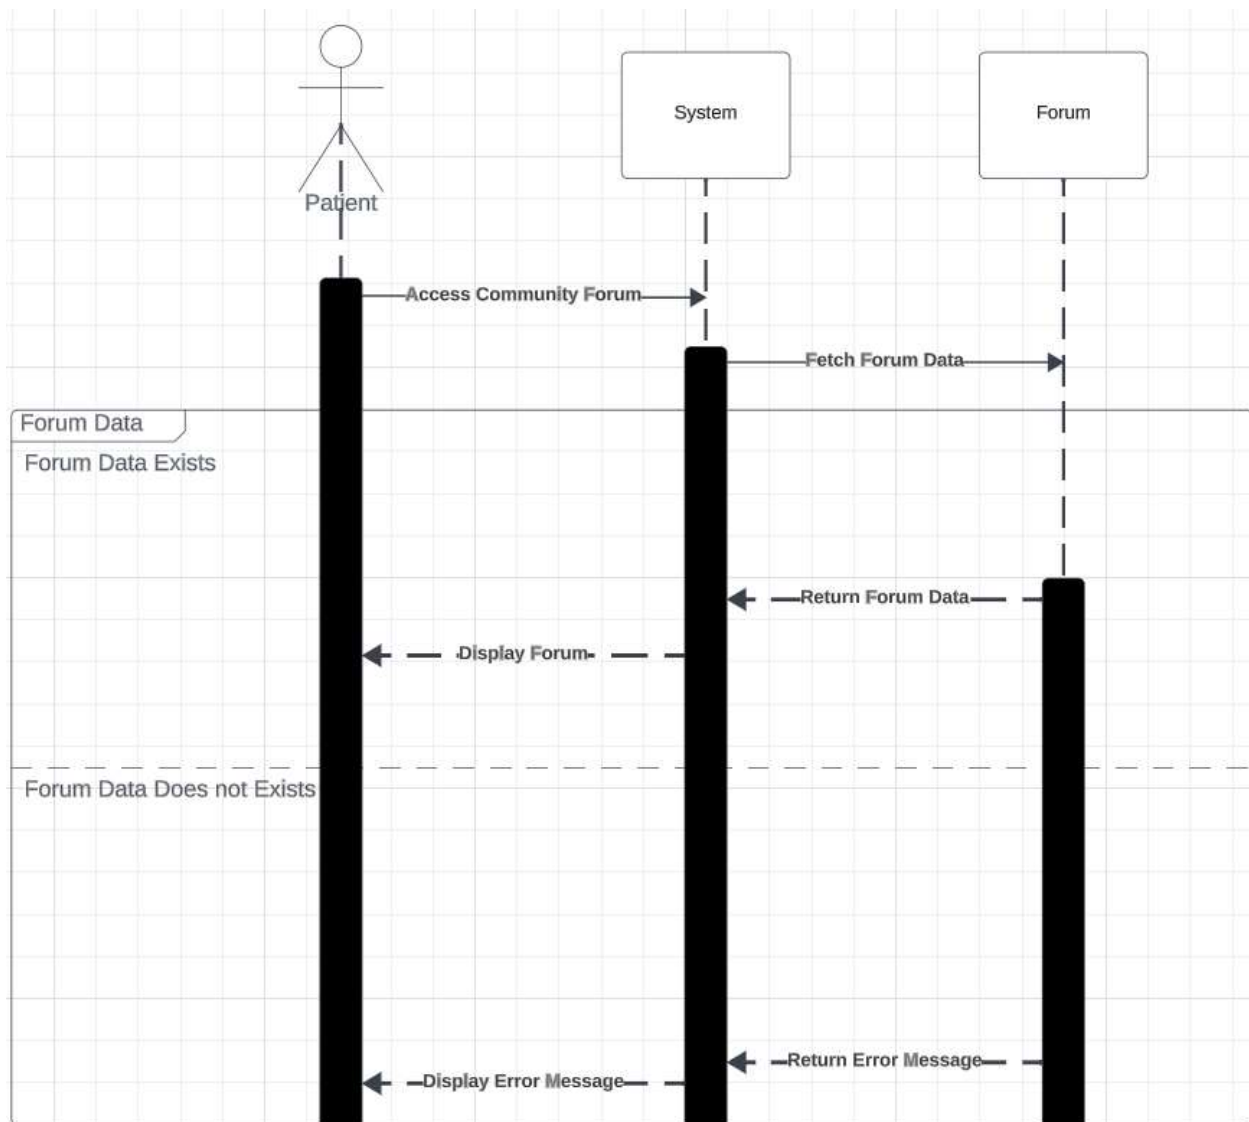 System
Forum
Patient
Access Community Forum
Fetch Forum Data
Forum Data
Forum Data Exists
Return Forum Data
Display Forum
Forum Data Does not Exists
Return Error Message
Display Error Message